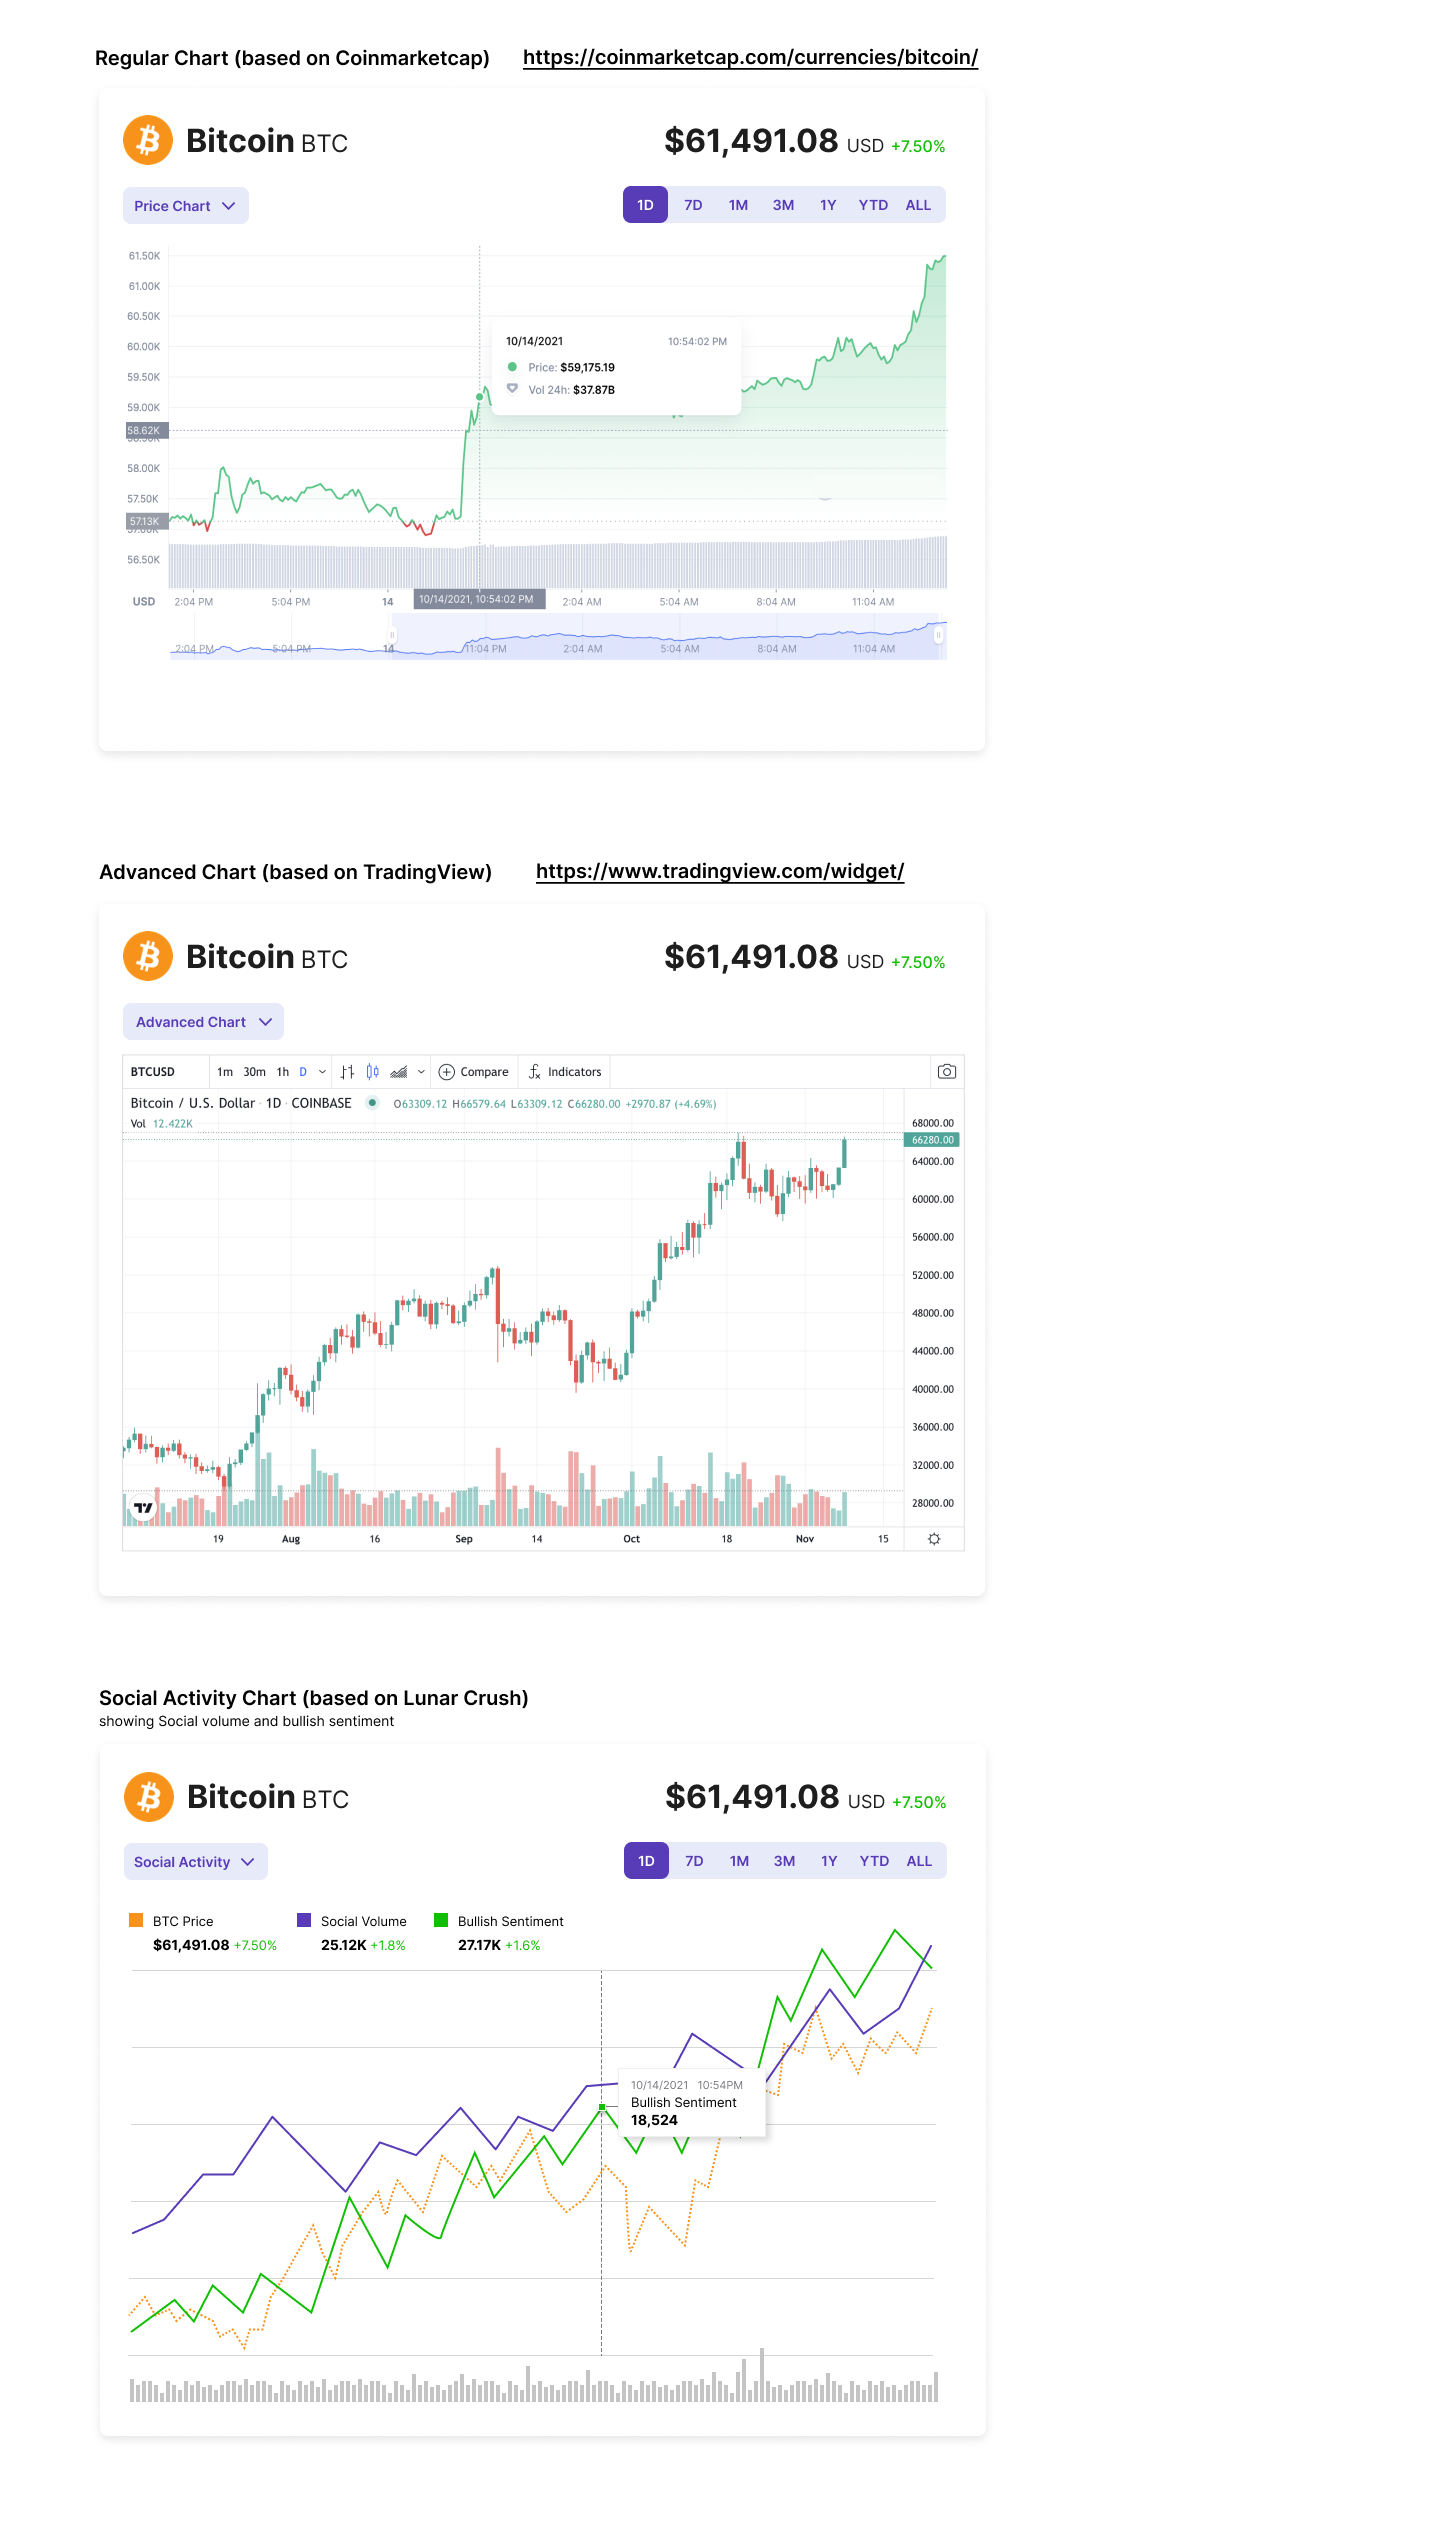 Regular Chart (based on Coinmarketcap) https://coinmarketcap.com/currencies/bitcoin/
Bitcoin BTC $61,491.08 USD +7.50%
Price Chart 1D 7D 1M 3M 1Y YTD ALL
61.50K
61.00K
60.50K
60.00K
10/14/2021 10:54:02 PM
Price: $59,175.19
59.50K
Vol 24h: $37.87B
59.00K
58.62K
58.00K
57.50K
57.13K
56.50K
USD 2:04 PM 5:04 PM 14 10/14/2021, 10:54:02 PM 2:04 AM 5:04 AM 8:04 AM 11:04 AM
2:04 PM 5:04 PM 14 11:04 PM 2:04 AM 5:04 AM 8:04 AM 11:04 AM
Advanced Chart (based on TradingView) https://www.tradingview.com/widget/
Bitcoin BTC $61,491.08 USD +7.50%
Advanced Chart
BTCUSD 1m 30m 1h D Compare Indicators
Bitcoin / U.S. Dollar · 1D · COINBASE O63309.12 H66579.64 L63309.12 C66280.00 +2970.87 (+4.69%)
Vol 12.422K
68000.00
66280.00
64000.00
60000.00
56000.00
52000.00
48000.00
44000.00
40000.00
36000.00
32000.00
28000.00
19 Aug 16 Sep 14 Oct 18 Nov 15
Social Activity Chart (based on Lunar Crush)
showing Social volume and bullish sentiment
Bitcoin BTC $61,491.08 USD +7.50%
Social Activity 1D 7D 1M 3M 1Y YTD ALL
BTC Price Social Volume Bullish Sentiment
$61,491.08 +7.50% 25.12K +1.8% 27.17K +1.6%
10/14/2021 10:54PM
Bullish Sentiment
18,524